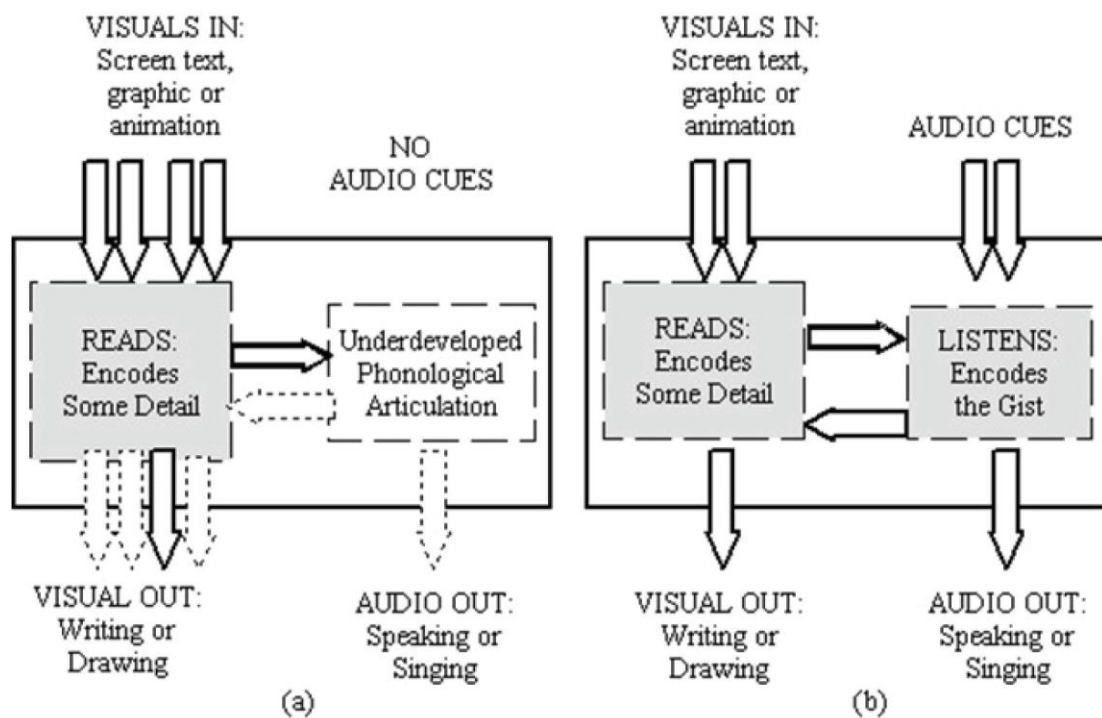 VISUALS IN:
Screen text,
graphic or
animation
NO
AUDIO CUES
READS:
Encodes
Some Detail
Underdeveloped
Phonological
Articulation
VISUAL OUT:
Writing or
Drawing
AUDIO OUT:
Speaking or
Singing
(a)
VISUALS IN:
Screen text,
graphic or
animation
AUDIO CUES
READS:
Encodes
Some Detail
LISTENS:
Encodes
the Gist
VISUAL OUT:
Writing or
Drawing
AUDIO OUT:
Speaking or
Singing
(b)